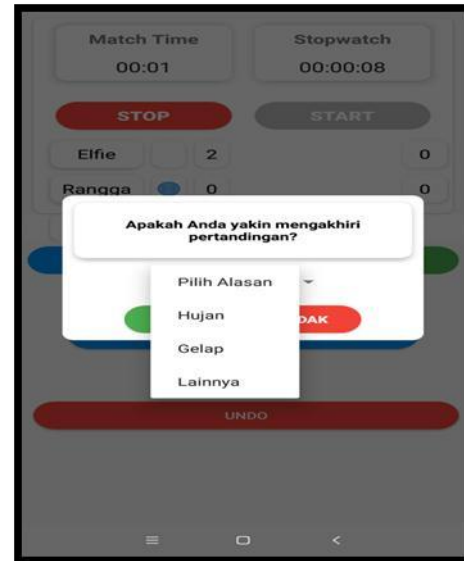 Match Time
Stopwatch
00:01
00:00:08
STOP
START
Elfie 2 0
Rangga 0 0
Apakah Anda yakin mengakhiri
pertandingan?
Pilih Alasan
Hujan
Gelap
Lainnya
UNDO